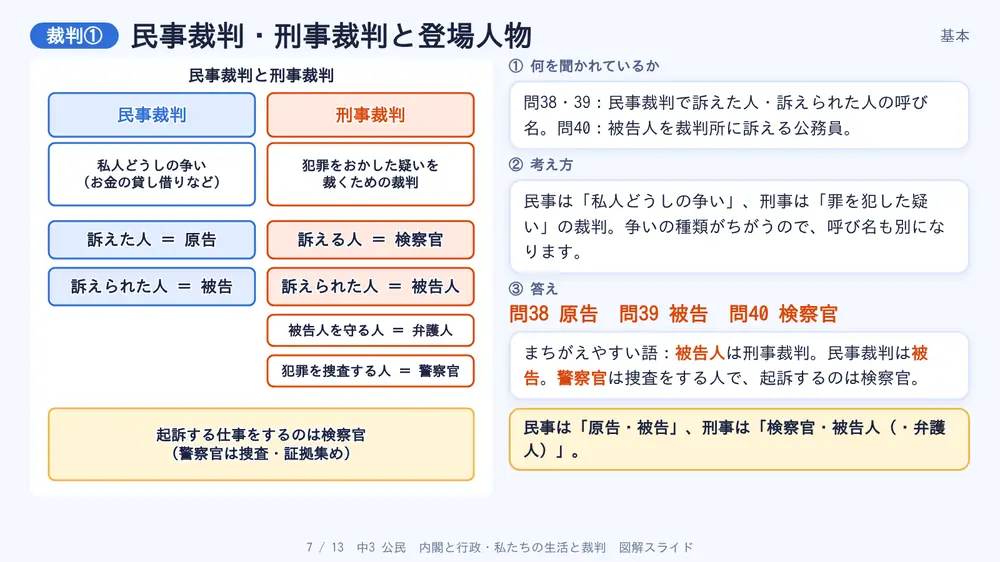 裁判①
民事裁判・刑事裁判と登場人物
基本
民事裁判と刑事裁判
民事裁判
刑事裁判
私人どうしの争い
（お金の貸し借りなど）
犯罪をおかした疑いを
裁くための裁判
訴えた人 ＝ 原告
訴える人 ＝ 検察官
訴えられた人 ＝ 被告
訴えられた人 ＝ 被告人
被告人を守る人 ＝ 弁護人
犯罪を捜査する人 ＝ 警察官
起訴する仕事をするのは検察官
（警察官は捜査・証拠集め）
① 何を聞かれているか
問38・39：民事裁判で訴えた人・訴えられた人の呼び
名。問40：被告人を裁判所に訴える公務員。
② 考え方
民事は「私人どうしの争い」、刑事は「罪を犯した疑
い」の裁判。争いの種類がちがうので、呼び名も別にな
ります。
③ 答え
問38 原告　問39 被告　問40 検察官
まちがえやすい語：被告人は刑事裁判。民事裁判は被
告。警察官は捜査をする人で、起訴するのは検察官。
民事は「原告・被告」、刑事は「検察官・被告人（・弁護
人）」。
7 / 13　中3 公民　内閣と行政・私たちの生活と裁判　図解スライド